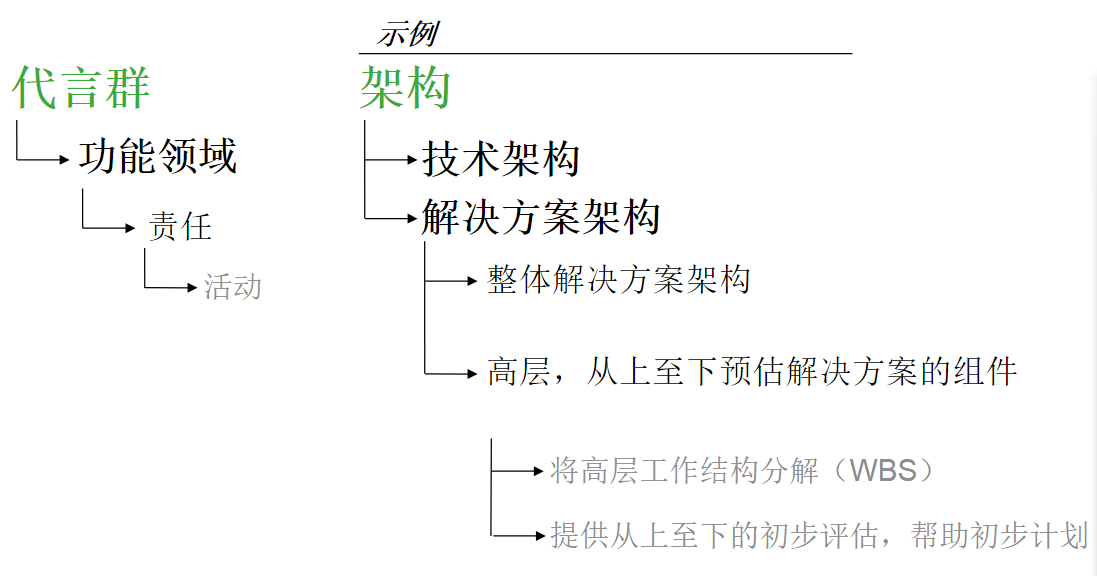 示例
代言群
功能领域
责任
活动
架构
技术架构
解决方案架构
整体解决方案架构
高层，从上至下预估解决方案的组件
将高层工作结构分解（WBS）
提供从上至下的初步评估，帮助初步计划